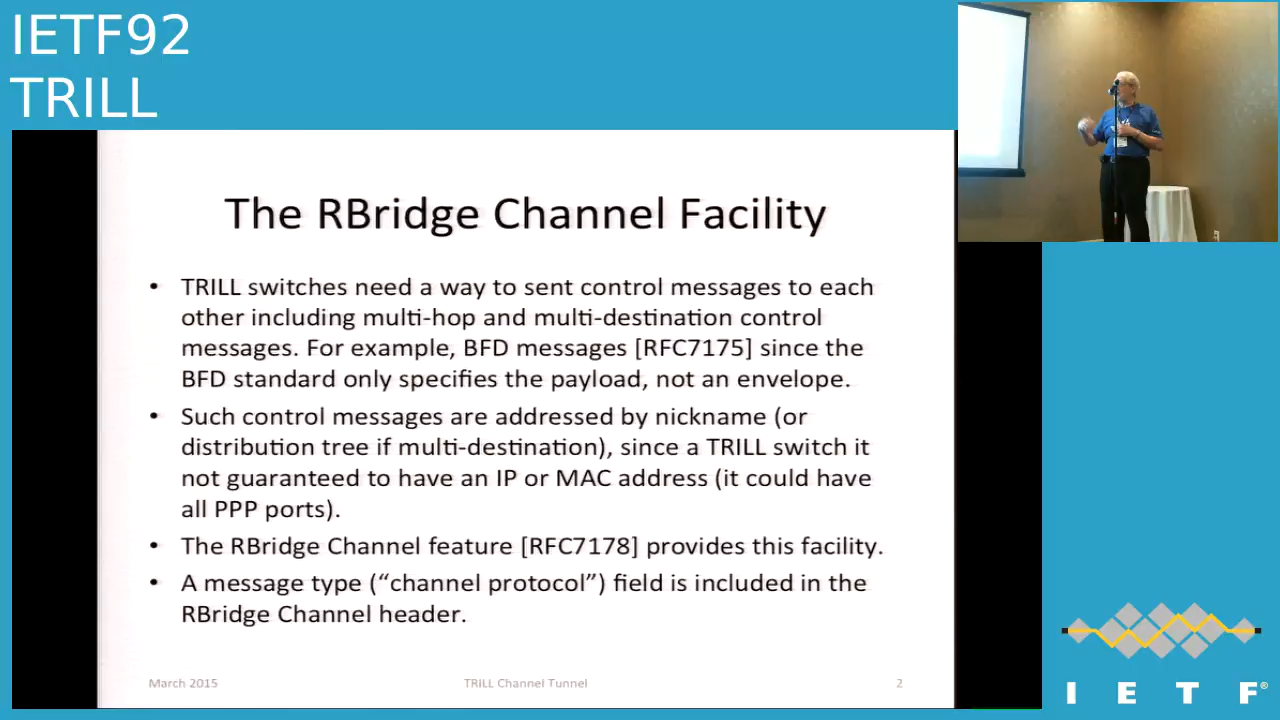 IETF92
TRILL
The RBridge Channel Facility
• TRILL switches need a way to sent control messages to each
other including multi-hop and multi-destination control
messages. For example, BFD messages [RFC7175] since the
BFD standard only specifies the payload, not an envelope.
• Such control messages are addressed by nickname (or
distribution tree if multi-destination), since a TRILL switch it
not guaranteed to have an IP or MAC address (it could have
all PPP ports).
• The RBridge Channel feature [RFC7178] provides this facility.
• A message type (“channel protocol”) field is included in the
RBridge Channel header.
March 2015 TRILL Channel Tunnel 2
I E T F®